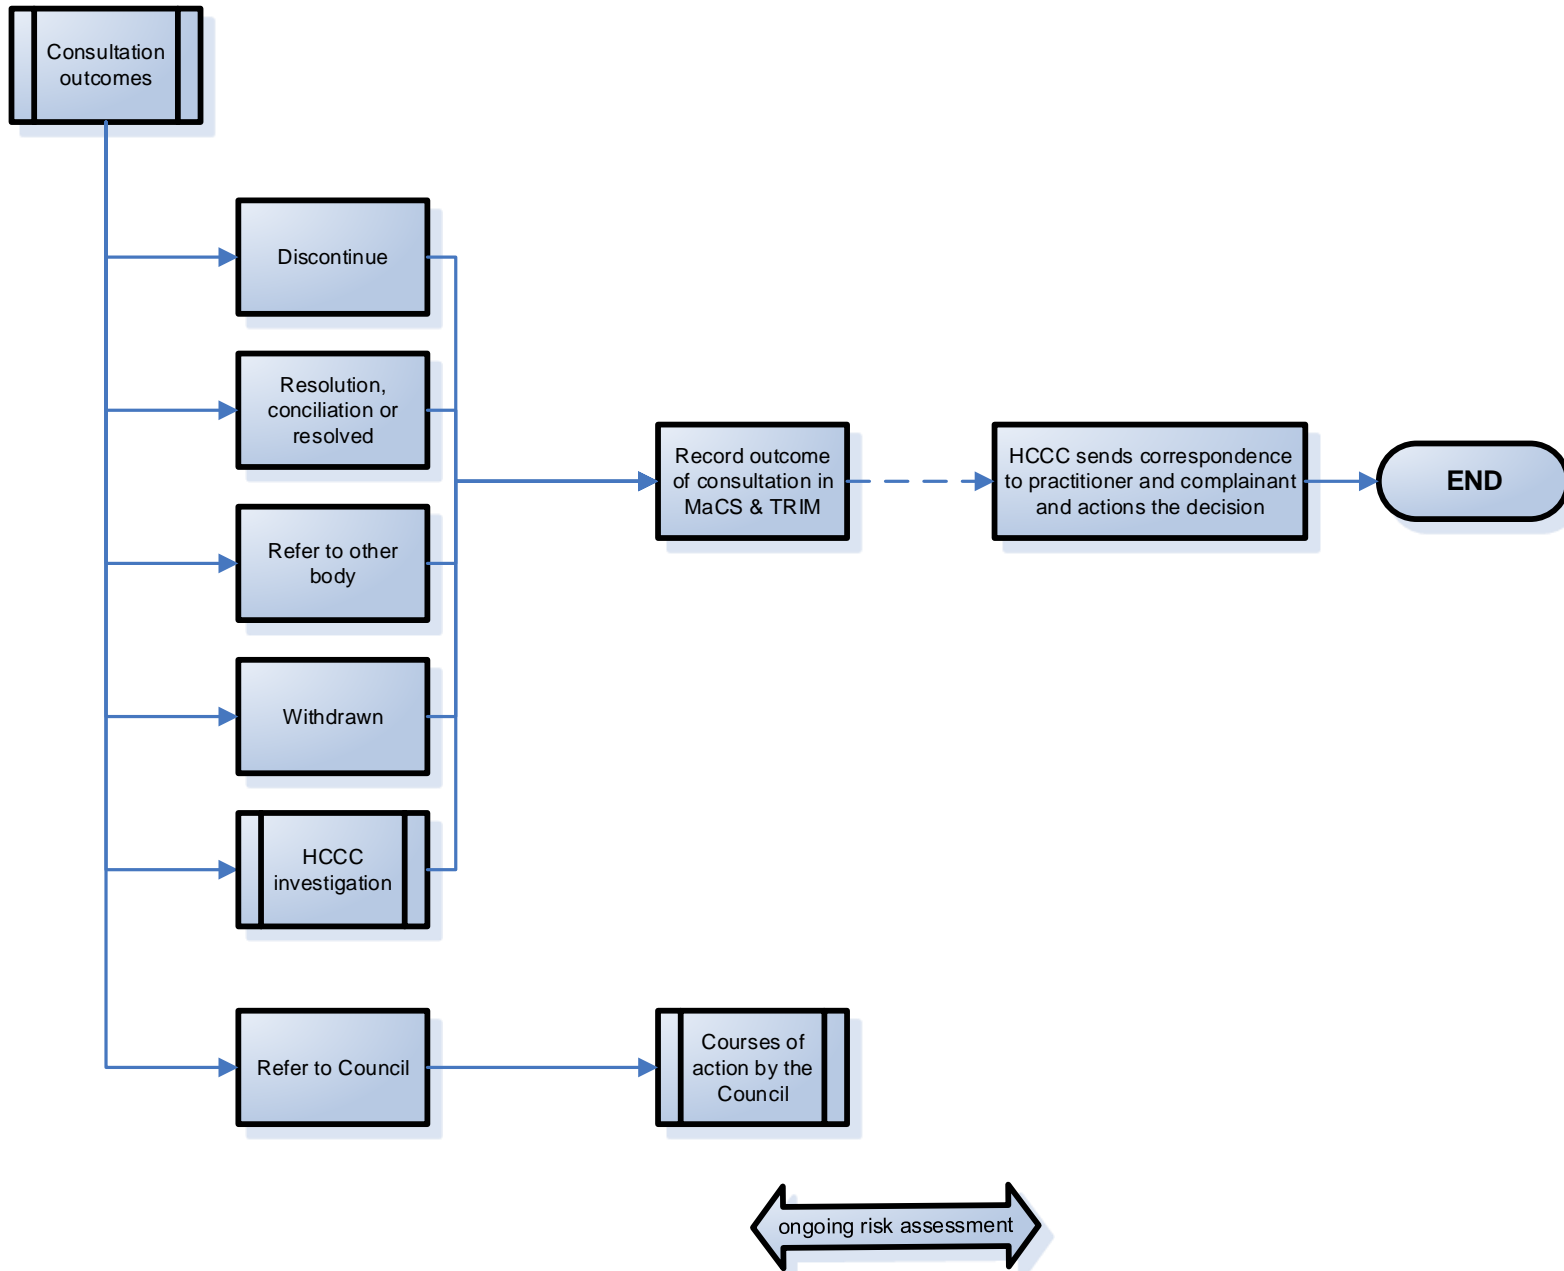 Consultation
outcomes
Discontinue
Resolution,
conciliation or
resolved
Refer to other
body
Withdrawn
HCCC
investigation
Refer to Council
Record outcome
of consultation in
MaCS & TRIM
HCCC sends correspondence
to practitioner and complainant
and actions the decision
END
Courses of
action by the
Council
ongoing risk assessment